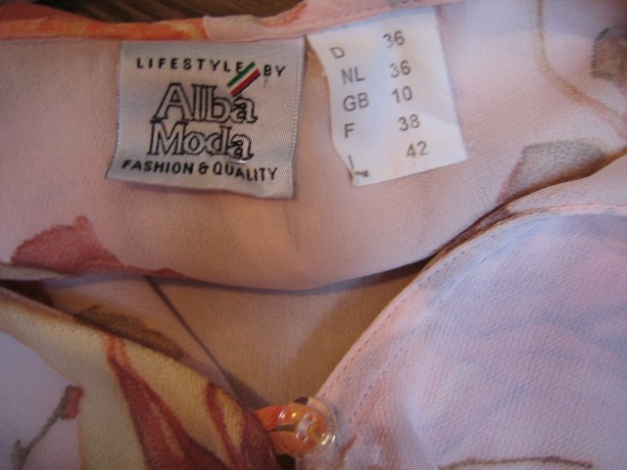 LIFESTYLE BY
Alba
Moda
FASHION & QUALITY
D 36
NL 36
GB 10
F 38
42